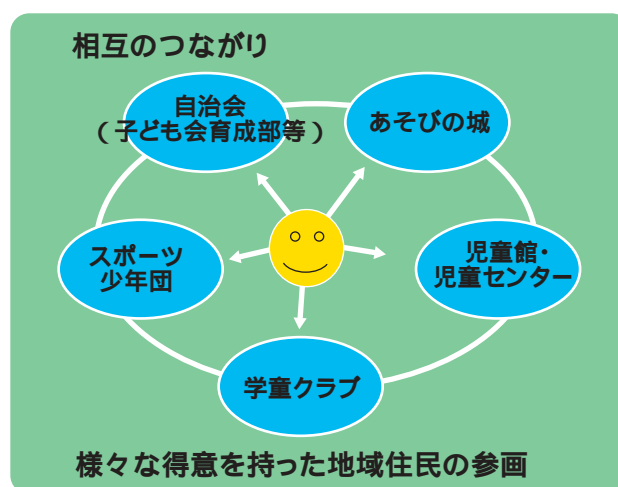 相互のつながり
自治会
(子ども会育成部等)
あそびの城
スポーツ
少年団
児童館・
児童センター
学童クラブ
様々な得意を持った地域住民の参画